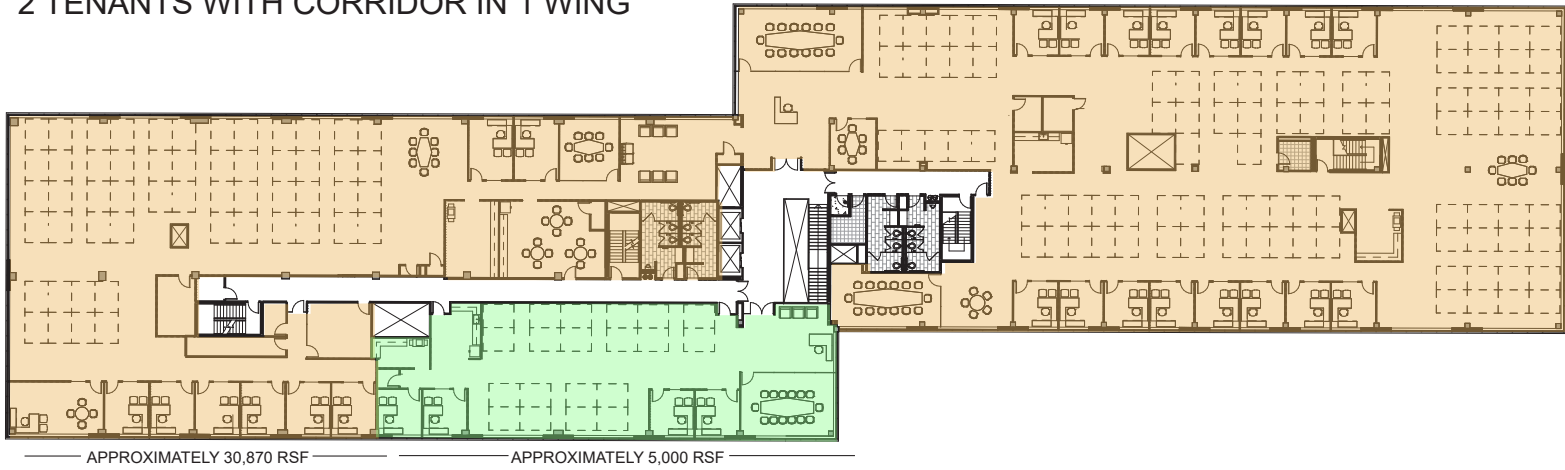 2 TENANTS WITH CORRIDOR IN 1 WING
APPROXIMATELY 30,870 RSF
APPROXIMATELY 5,000 RSF